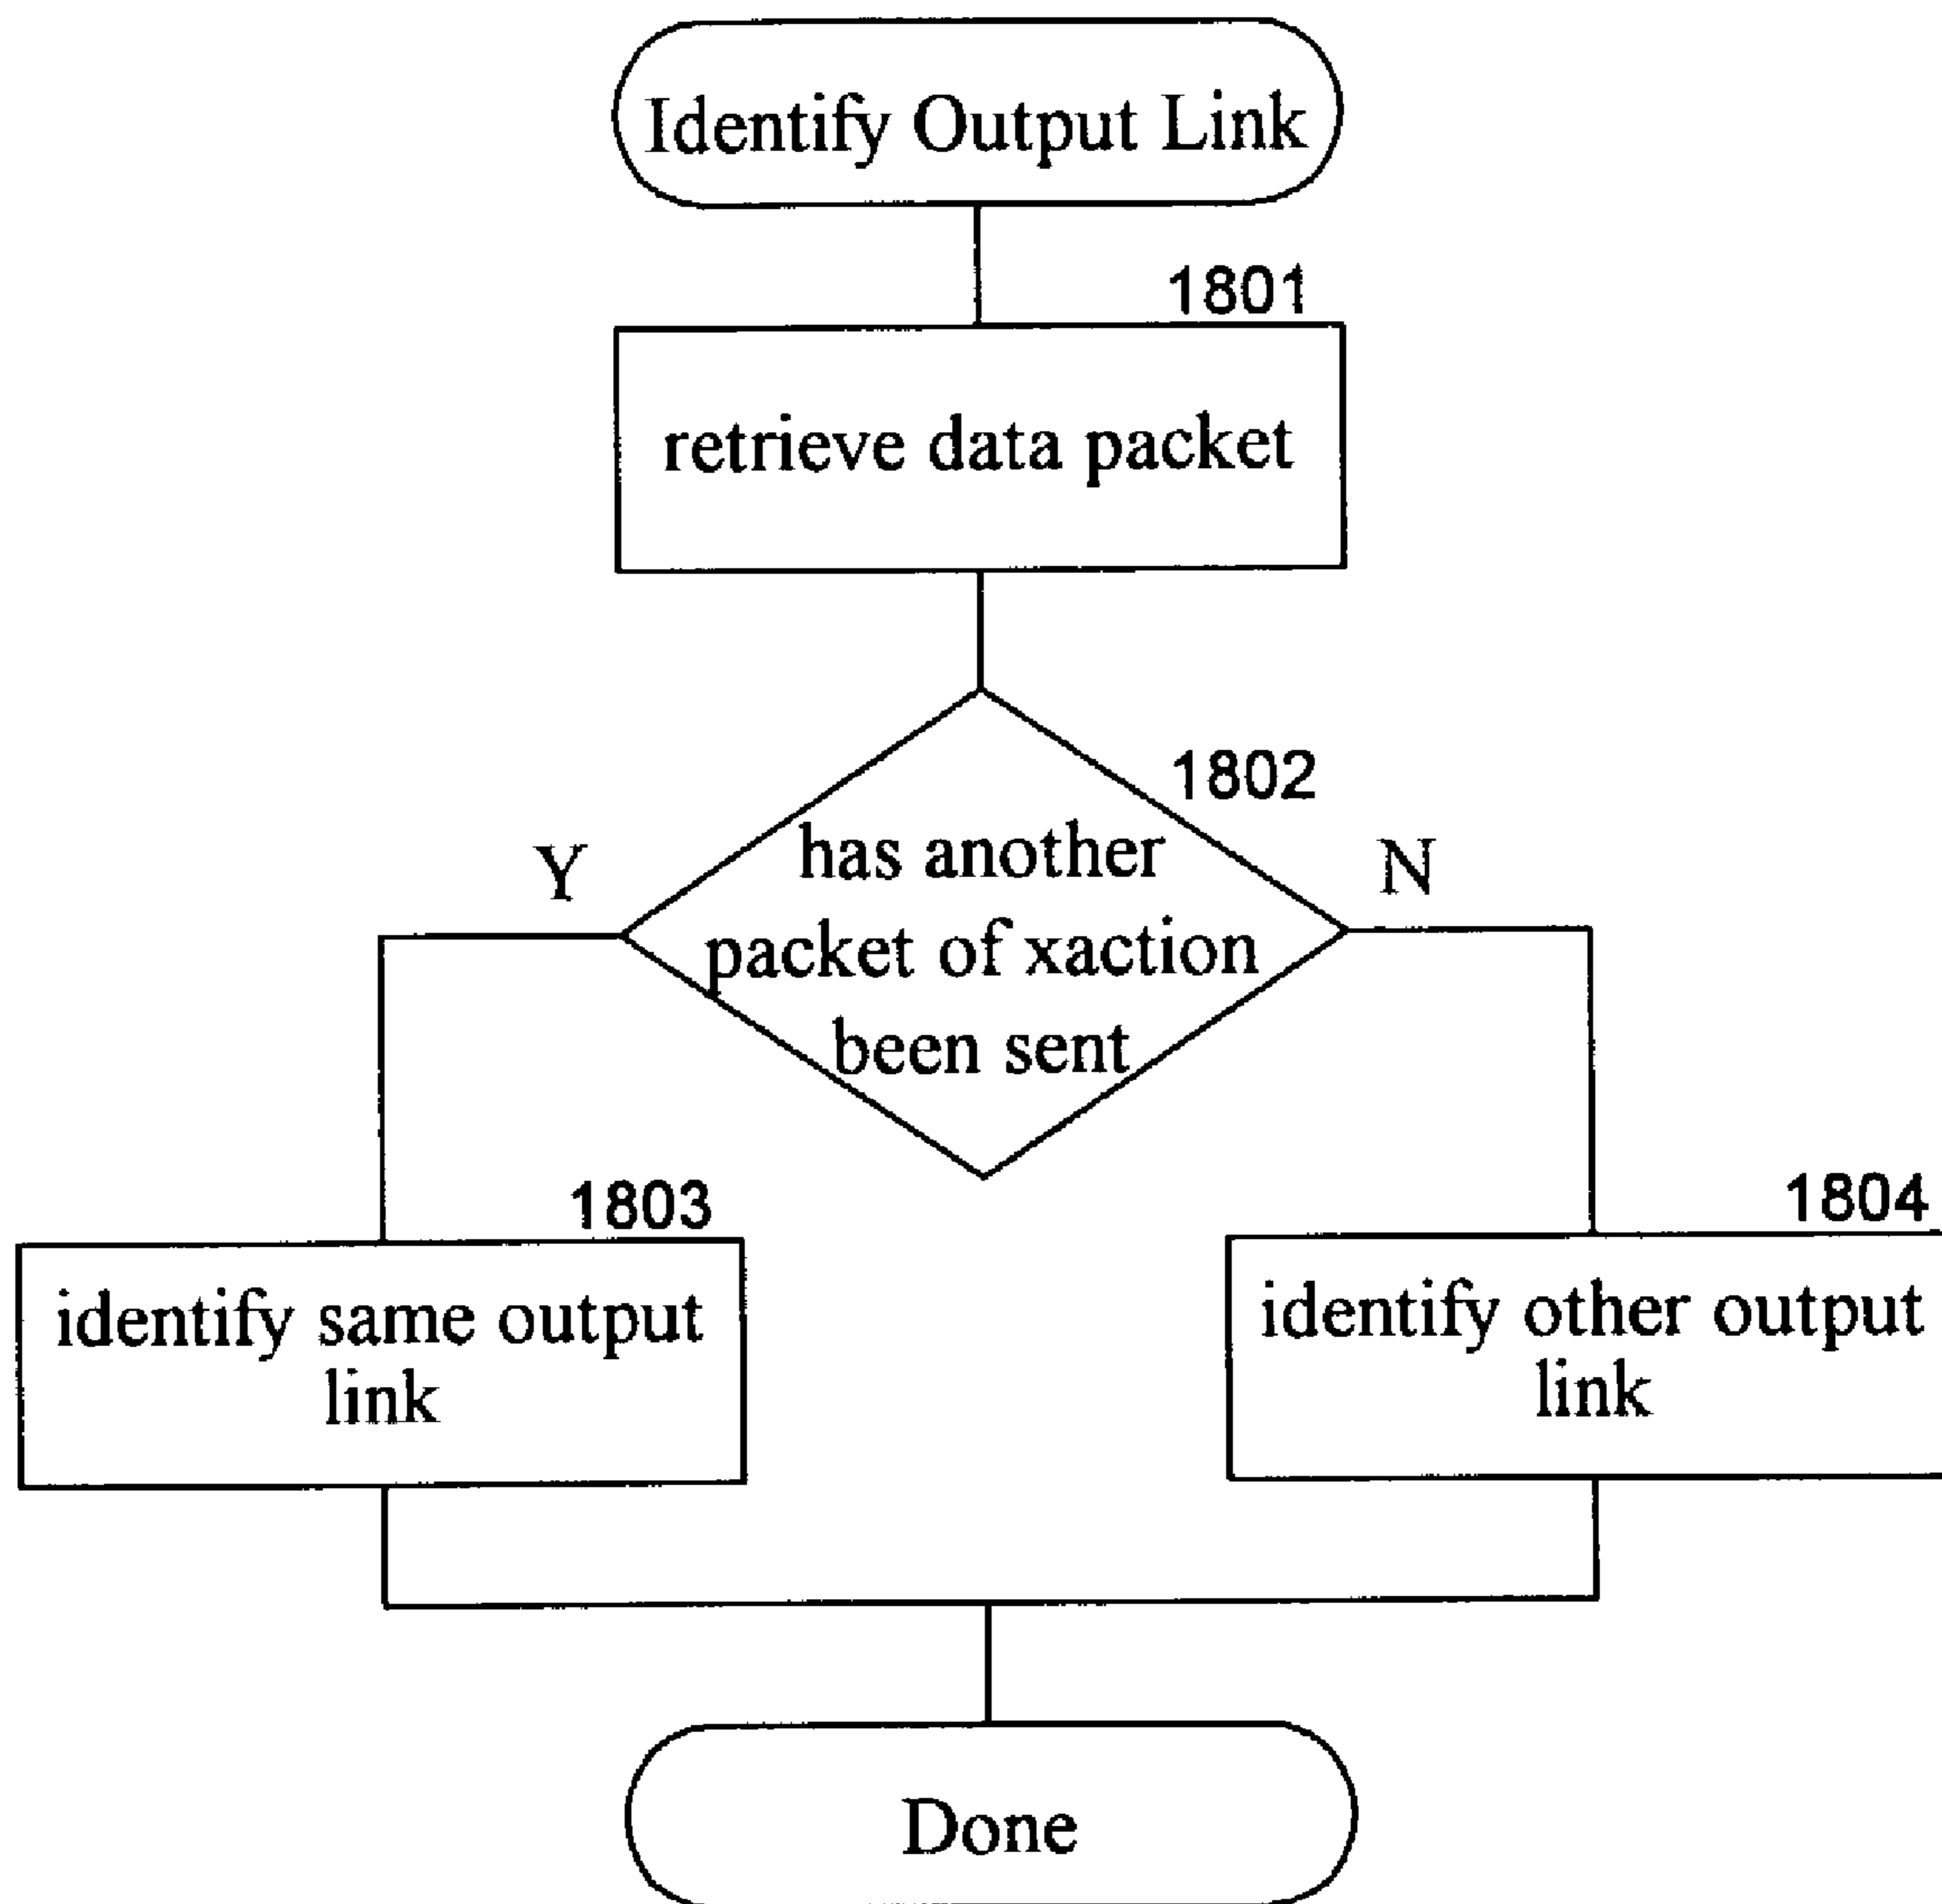 Identify Output Link
1801
retrieve data packet
1802
has another
packet of xaction
been sent
Y
N
1803
identify same output
link
1804
identify other output
link
Done